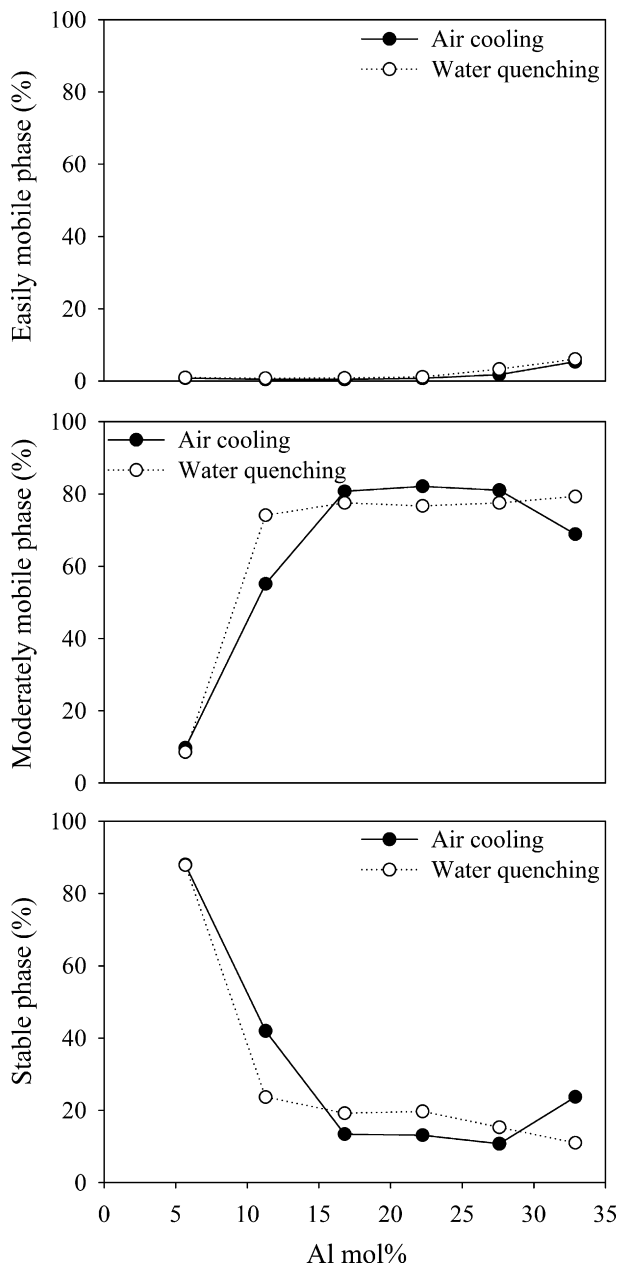 Easily mobile phase (%)
100
80
60
40
20
0
Air cooling
Water quenching
Moderately mobile phase (%)
100
80
60
40
20
0
Air cooling
Water quenching
Stable phase (%)
100
80
60
40
20
0
Air cooling
Water quenching
0 5 10 15 20 25 30 35
Al mol%